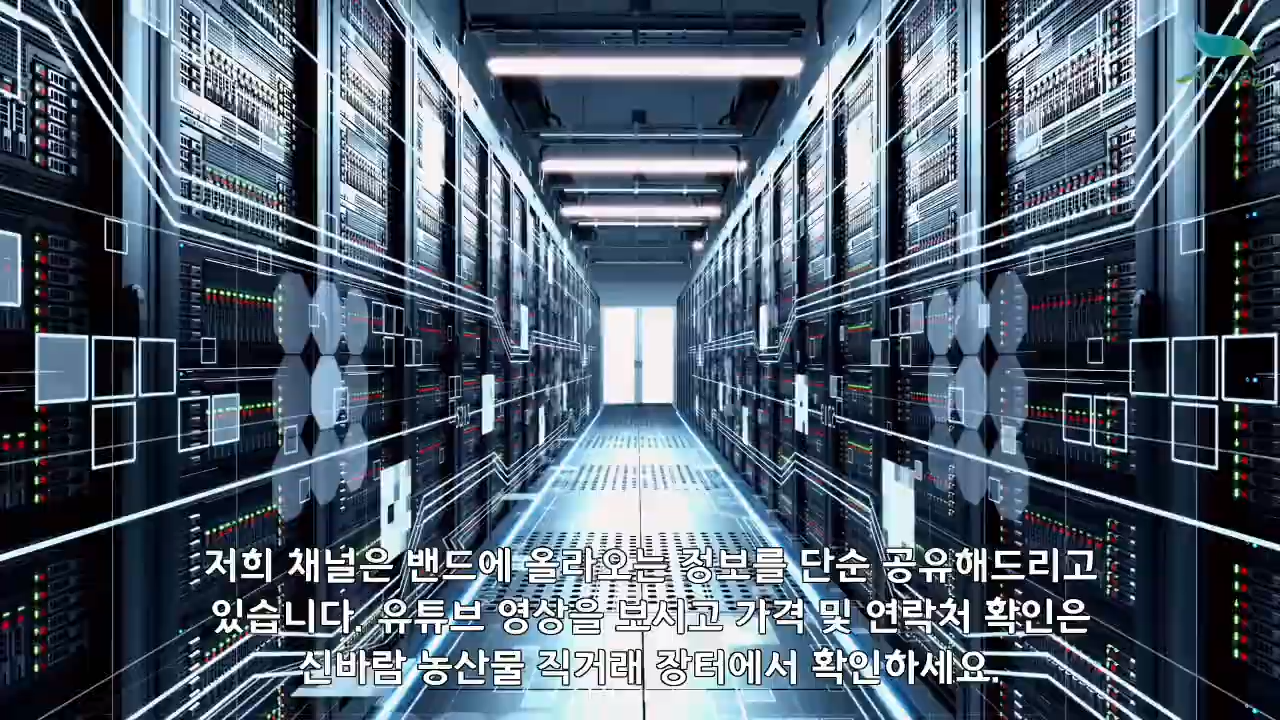 저희 채널은 밴드에 올라오는 정보를 단순 공유해드리고
있습니다. 유튜브 영상을 보시고 가격 및 연락처 확인은
신바람 농산물 직거래 장터에서 확인하세요.